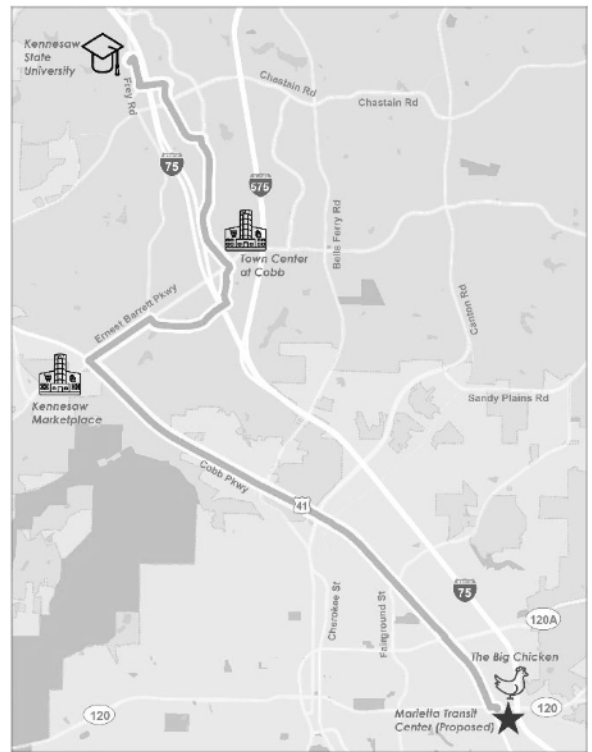 Kennesaw
State
University
Frey Rd
Chastain Rd
Chastain Rd
75
575
Bells Ferry Rd
Town Center
at Cobb
Canton Rd
Ernest Barrett Pkwy
Kennesaw
Marketplace
Sandy Plains Rd
Cobb Pkwy
41
Cherokee St
Fairground St
75
120A
The Big Chicken
120
Marietta Transit
Center (Proposed)
120